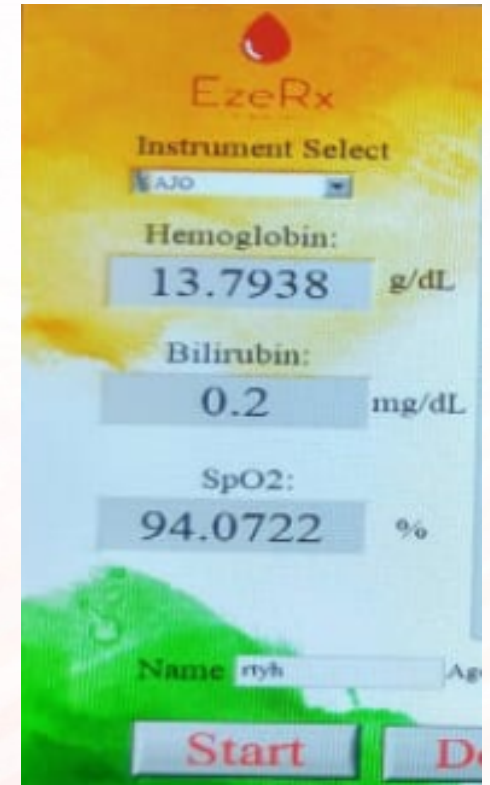 EzeRx
Instrument Select
AJO
Hemoglobin:
13.7938 g/dL
Bilirubin:
0.2 mg/dL
SpO2:
94.0722 %
Name rtyh
Start